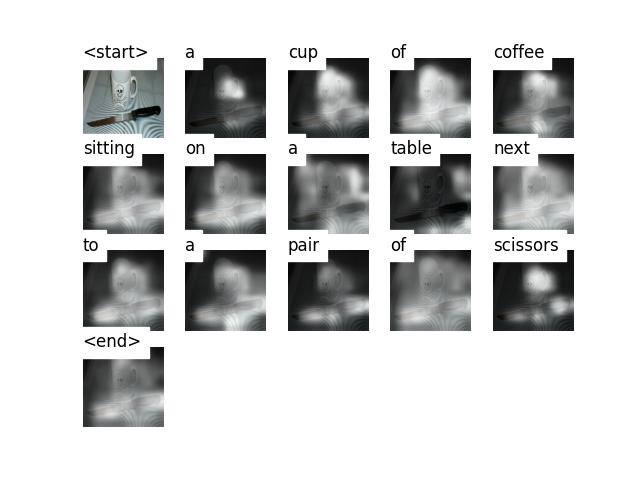 <start> a cup of coffee
sitting on a table next
to a pair of scissors
<end>